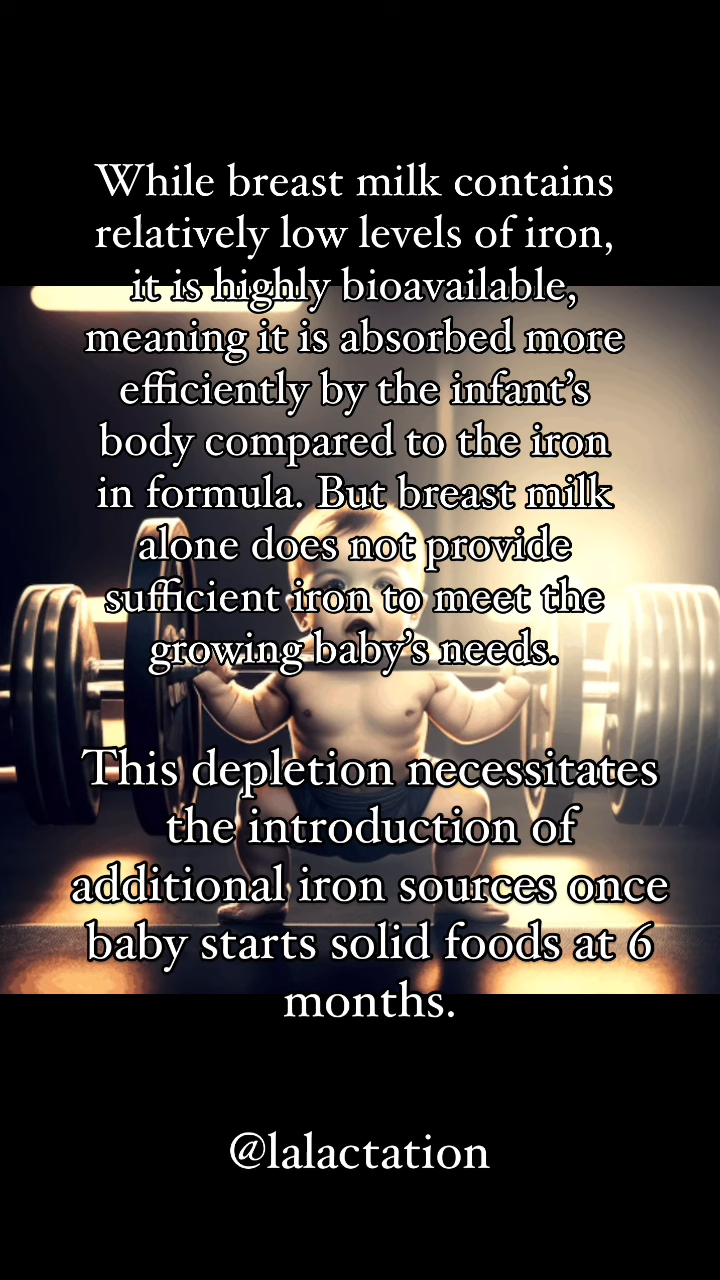 While breast milk contains
relatively low levels of iron,
it is highly bioavailable,
meaning it is absorbed more
efficiently by the infant’s
body compared to the iron
in formula. But breast milk
alone does not provide
sufficient iron to meet the
growing baby’s needs.
This depletion necessitates
the introduction of
additional iron sources once
baby starts solid foods at 6
months.
@lalactation